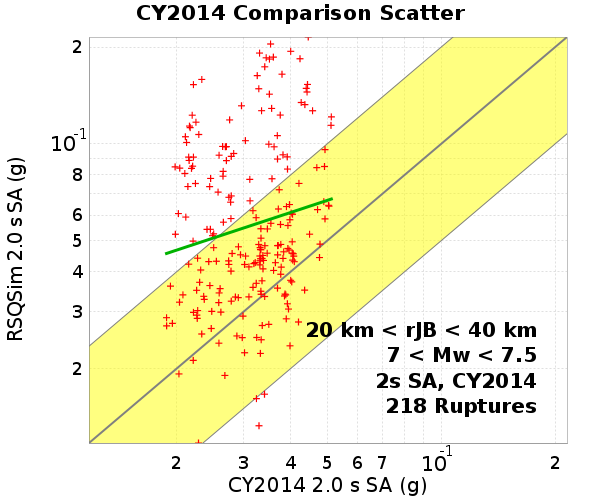 CY2014 Comparison Scatter
RSQSim 2.0 s SA (g)
2
10⁻¹
8
6
5
4
3
2
20 km < rJB < 40 km
7 < Mw < 7.5
2s SA, CY2014
218 Ruptures
2 3 4 5 6 7 10⁻¹ 2
CY2014 2.0 s SA (g)